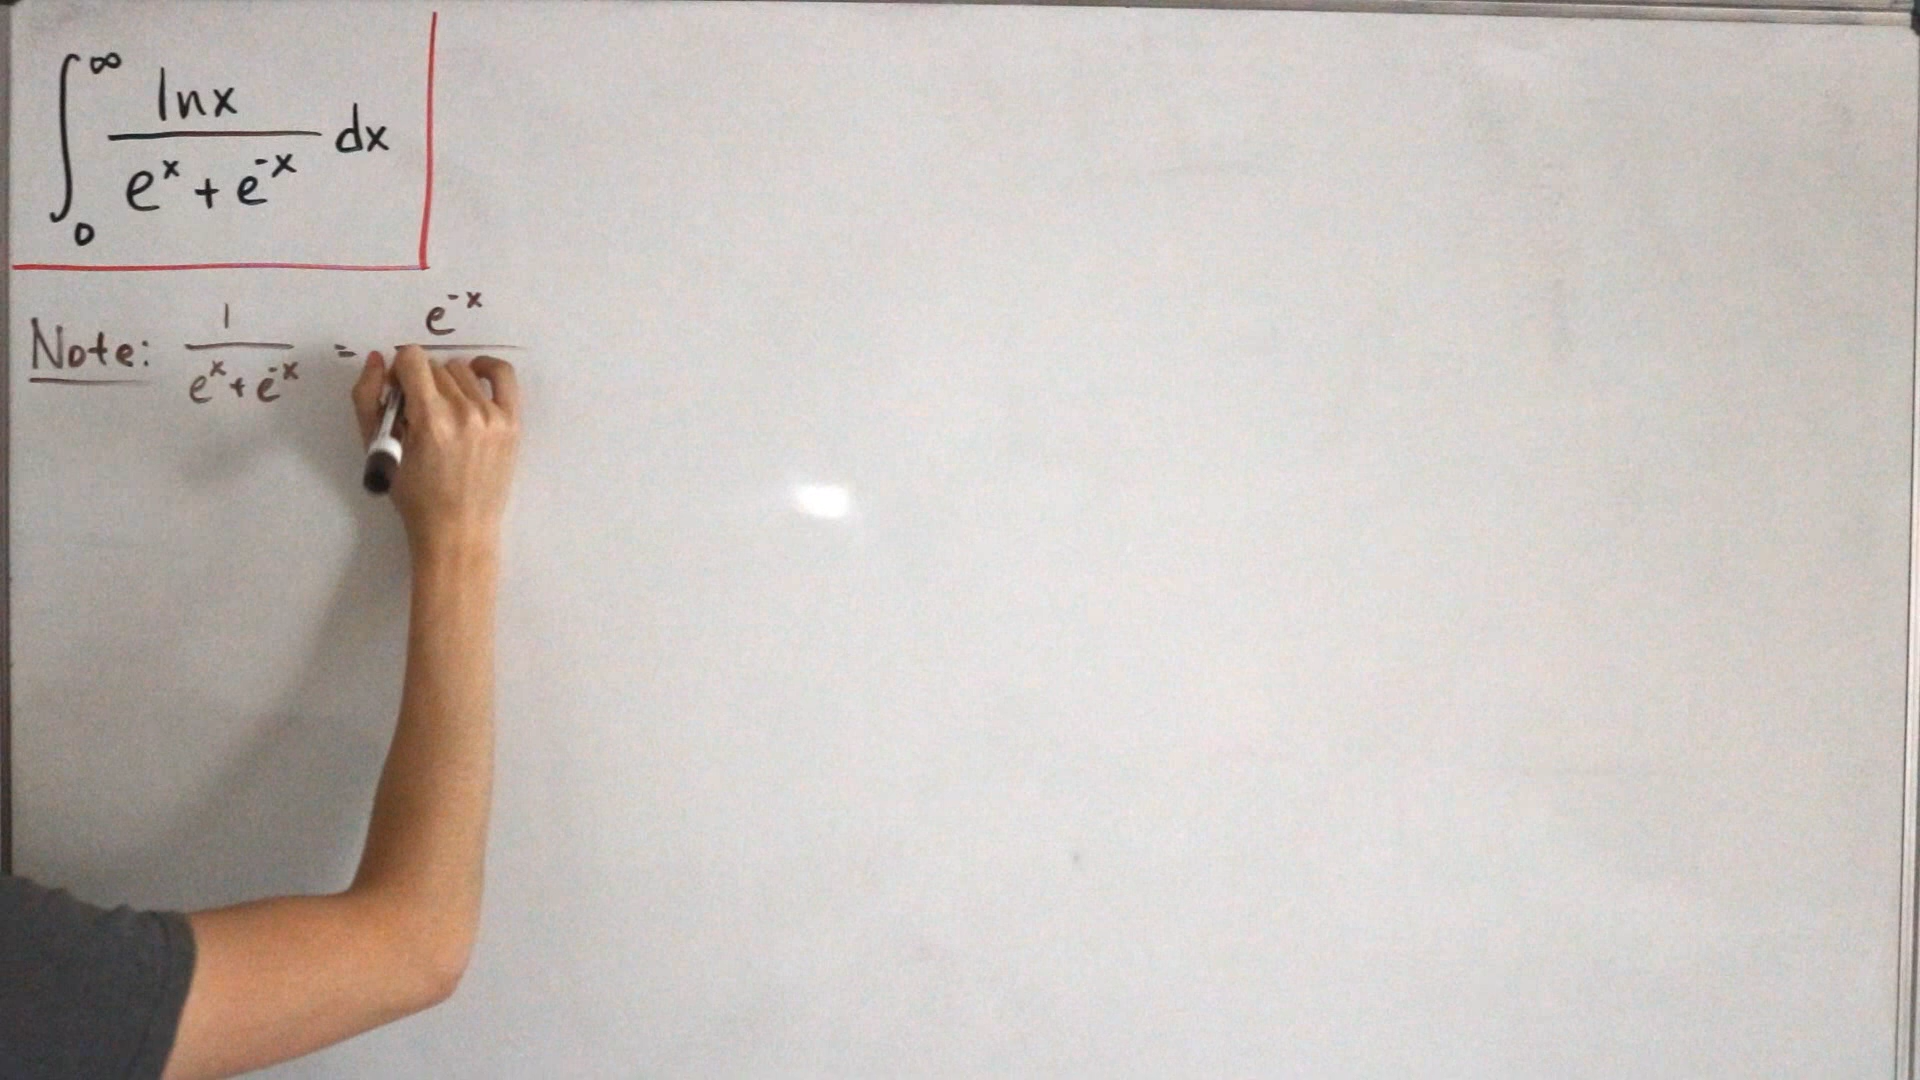 ∫₀^∞ ln x / (e^x + e^-x) dx
Note: 1 / (e^x + e^-x) = e^-x